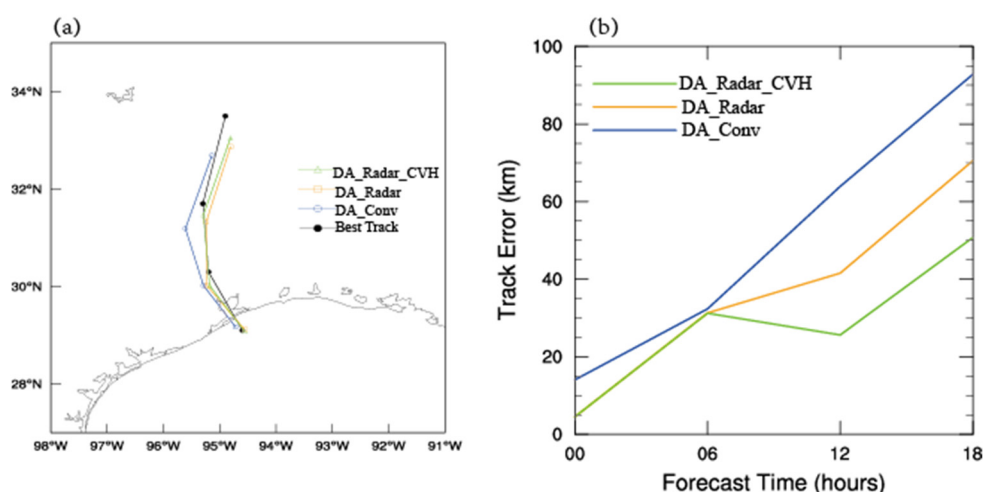 (a)
34°N
32°N
30°N
28°N
98°W 97°W 96°W 95°W 94°W 93°W 92°W 91°W
DA_Radar_CVH
DA_Radar
DA_Conv
Best Track
(b)
Track Error (km)
100
80
60
40
20
0
DA_Radar_CVH
DA_Radar
DA_Conv
00 06 12 18
Forecast Time (hours)